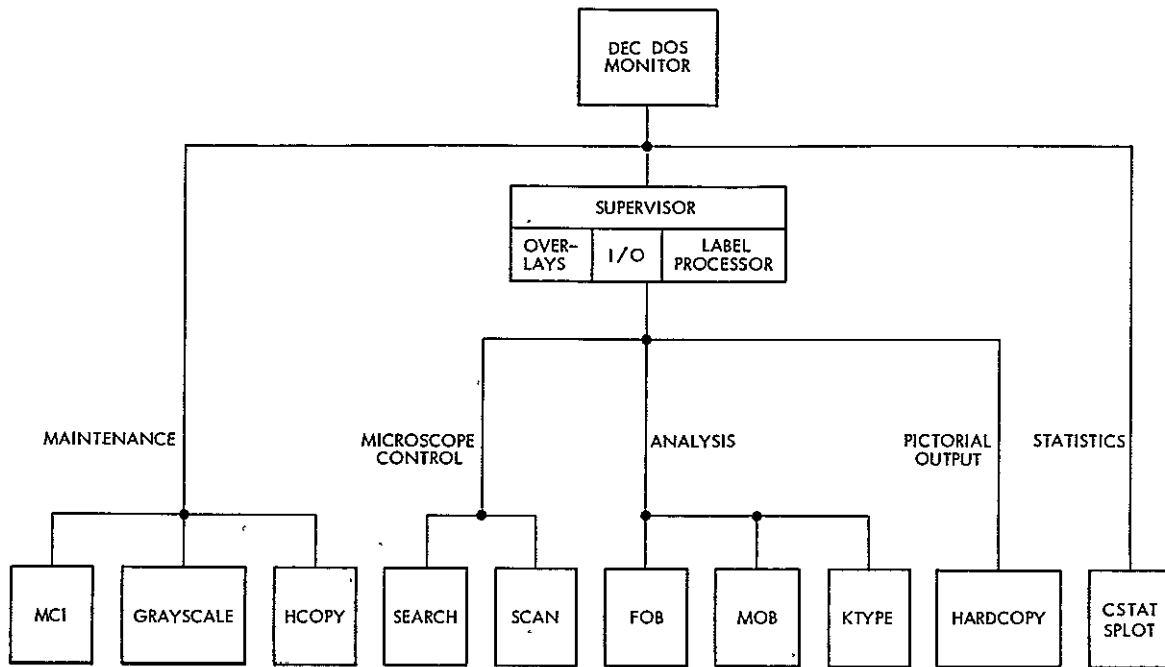 DEC DOS
MONITOR
SUPERVISOR
OVER-
LAYS
I/O
LABEL
PROCESSOR
MAINTENANCE
MICROSCOPE
CONTROL
ANALYSIS
PICTORIAL
OUTPUT
STATISTICS
MCI
GRAYSCALE
HCOPY
SEARCH
SCAN
FOB
MOB
KTYPE
HARDCOPY
CSTAT
SPLOT